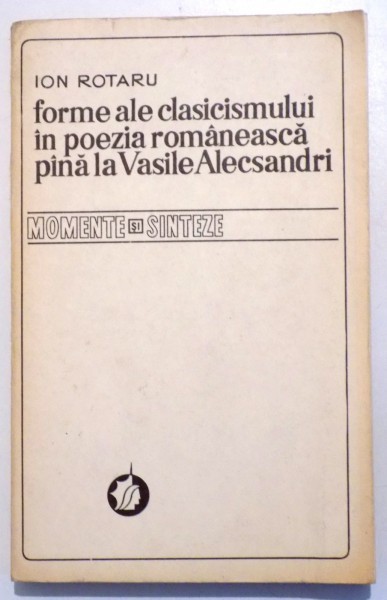 ION ROTARU
forme ale clasicismului
în poezia românească
pînă la Vasile Alecsandri
MOMENTE ȘI SINTEZE